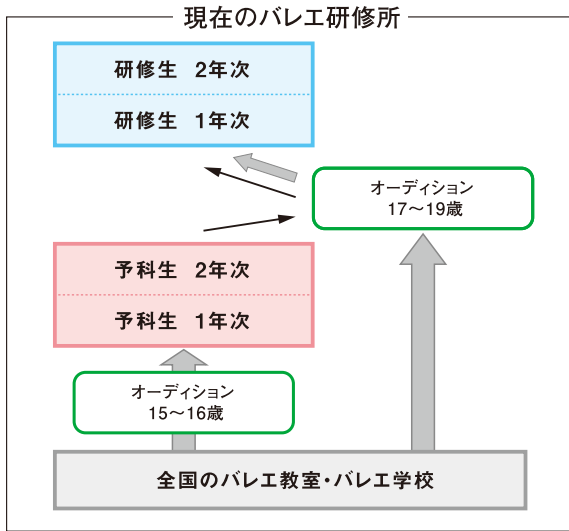 現在のバレエ研修所
研修生 2年次
研修生 1年次
オーディション
17〜19歳
予科生 2年次
予科生 1年次
オーディション
15〜16歳
全国のバレエ教室・バレエ学校